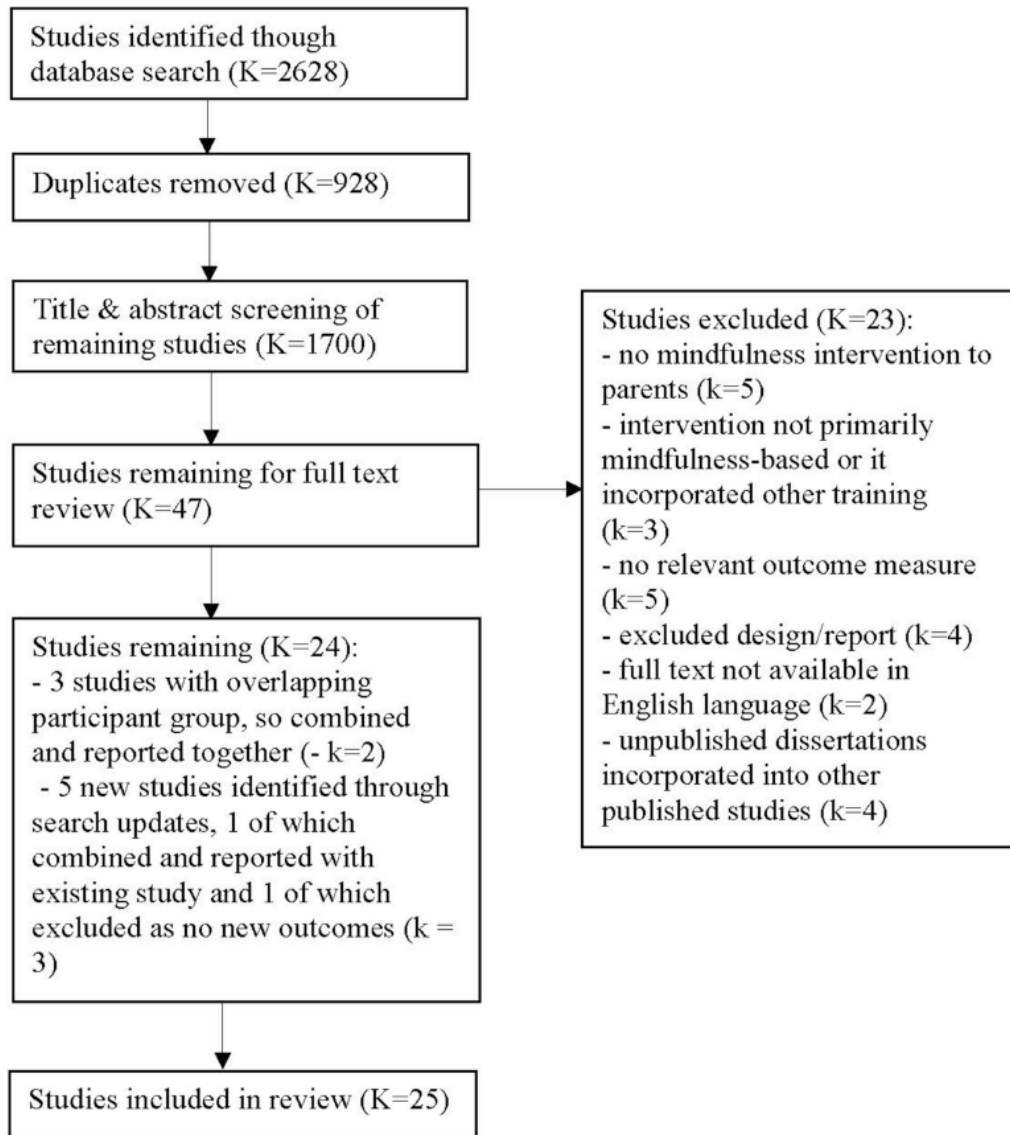 Studies identified though
database search (K=2628)
Duplicates removed (K=928)
Title & abstract screening of
remaining studies (K=1700)
Studies remaining for full text
review (K=47)
Studies excluded (K=23):
- no mindfulness intervention to
parents (k=5)
- intervention not primarily
mindfulness-based or it
incorporated other training
(k=3)
- no relevant outcome measure
(k=5)
- excluded design/report (k=4)
- full text not available in
English language (k=2)
- unpublished dissertations
incorporated into other
published studies (k=4)
Studies remaining (K=24):
- 3 studies with overlapping
participant group, so combined
and reported together (- k=2)
- 5 new studies identified through
search updates, 1 of which
combined and reported with
existing study and 1 of which
excluded as no new outcomes (k =
3)
Studies included in review (K=25)